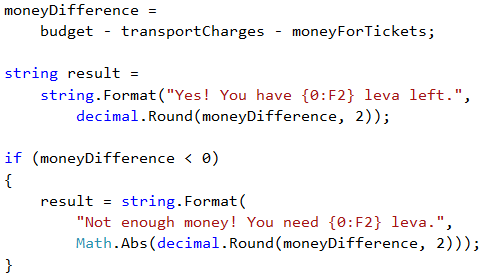 moneyDifference =
    budget - transportCharges - moneyForTickets;
string result =
    string.Format("Yes! You have {0:F2} leva left.",
        decimal.Round(moneyDifference, 2));
if (moneyDifference < 0)
{
    result = string.Format(
        "Not enough money! You need {0:F2} leva.",
        Math.Abs(decimal.Round(moneyDifference, 2)));
}